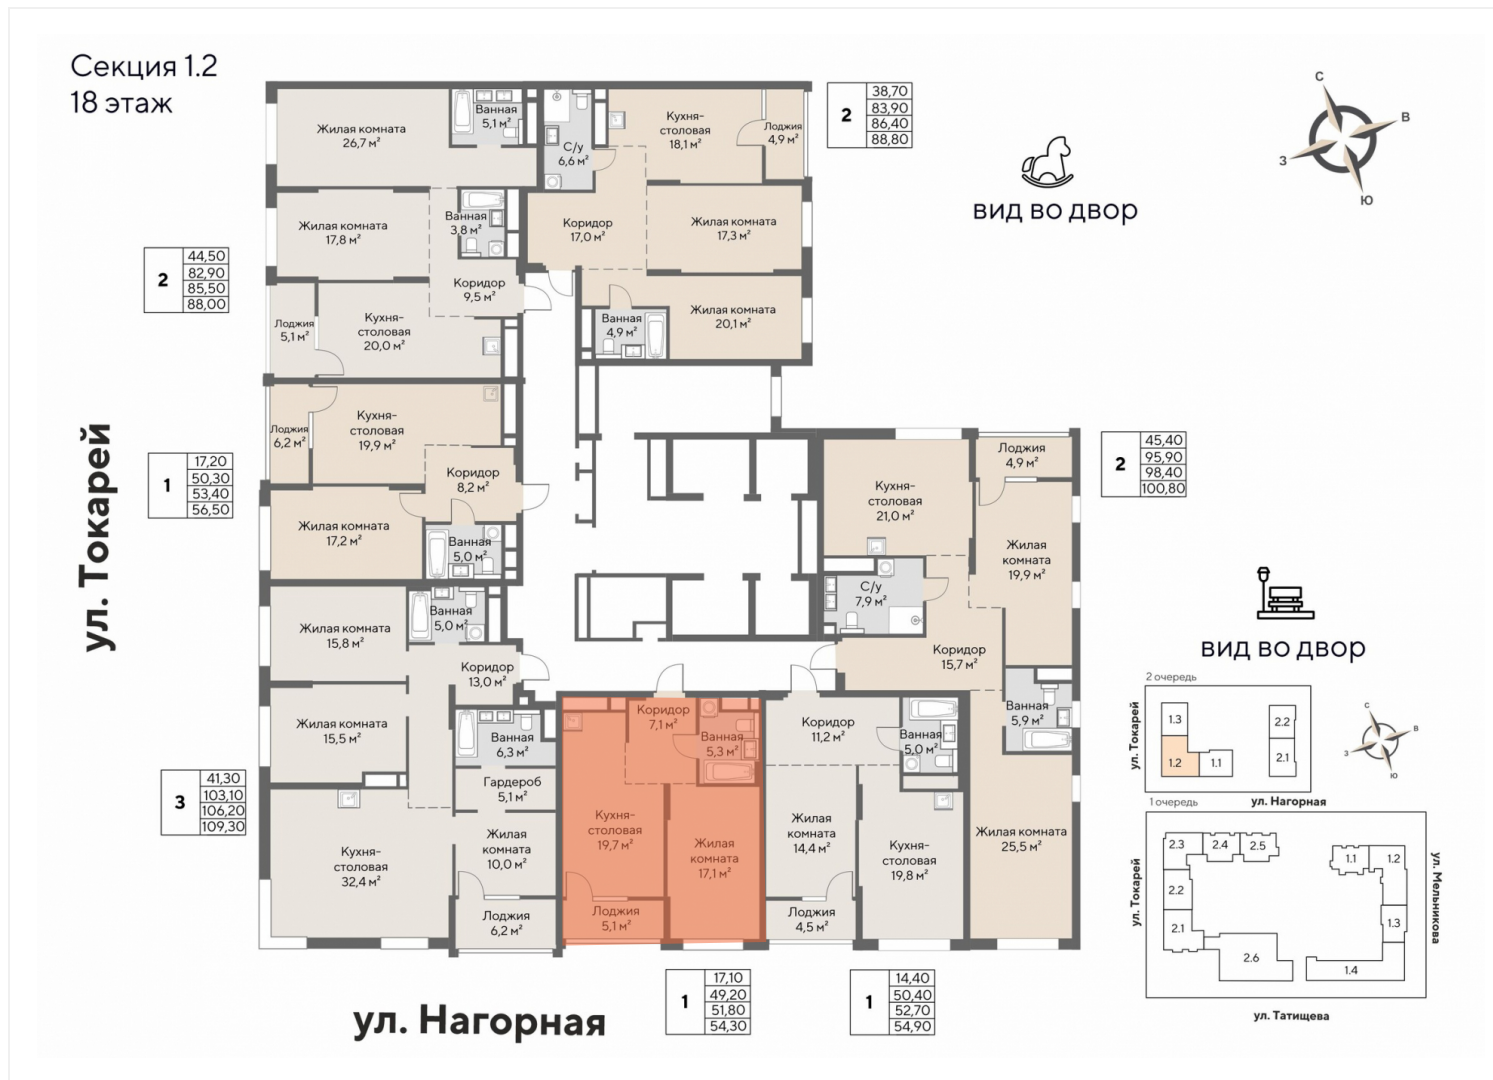 Секция 1.2
18 этаж
Жилая комната
26,7 м²
Ванная
5,1 м²
С/у
6,6 м²
Кухня-
столовая
18,1 м²
Лоджия
4,9 м²
2
38,70
83,90
86,40
88,80
С
В
З
Ю
вид во двор
Жилая комната
17,8 м²
Ванная
3,8 м²
Коридор
17,0 м²
Жилая комната
17,3 м²
2
44,50
82,90
85,50
88,00
Коридор
9,5 м²
Лоджия
5,1 м²
Кухня-
столовая
20,0 м²
Ванная
4,9 м²
Жилая комната
20,1 м²
ул. Токарей
1
17,20
50,30
53,40
56,50
Лоджия
6,2 м²
Кухня-
столовая
19,9 м²
Коридор
8,2 м²
Жилая комната
17,2 м²
Ванная
5,0 м²
Кухня-
столовая
21,0 м²
Лоджия
4,9 м²
2
45,40
95,90
98,40
100,80
Жилая
комната
19,9 м²
С/у
7,9 м²
Коридор
15,7 м²
вид во двор
Жилая комната
15,8 м²
Ванная
5,0 м²
Коридор
13,0 м²
Жилая комната
15,5 м²
Ванная
6,3 м²
Гардероб
5,1 м²
3
41,30
103,10
106,20
109,30
Кухня-
столовая
32,4 м²
Жилая
комната
10,0 м²
Лоджия
6,2 м²
Коридор
7,1 м²
Ванная
5,3 м²
Кухня-
столовая
19,7 м²
Жилая
комната
17,1 м²
Лоджия
5,1 м²
Коридор
11,2 м²
Ванная
5,0 м²
Жилая
комната
14,4 м²
Кухня-
столовая
19,8 м²
Лоджия
4,5 м²
Ванная
5,9 м²
Жилая комната
25,5 м²
ул. Нагорная
1
17,10
49,20
51,80
54,30
1
14,40
50,40
52,70
54,90
2 очередь
ул. Токарей
1.3
1.2
1.1
2.2
2.1
С
В
З
Ю
1 очередь
ул. Нагорная
ул. Токарей
2.3
2.4
2.5
1.1
1.2
2.2
2.1
1.3
2.6
1.4
ул. Мельникова
ул. Татищева